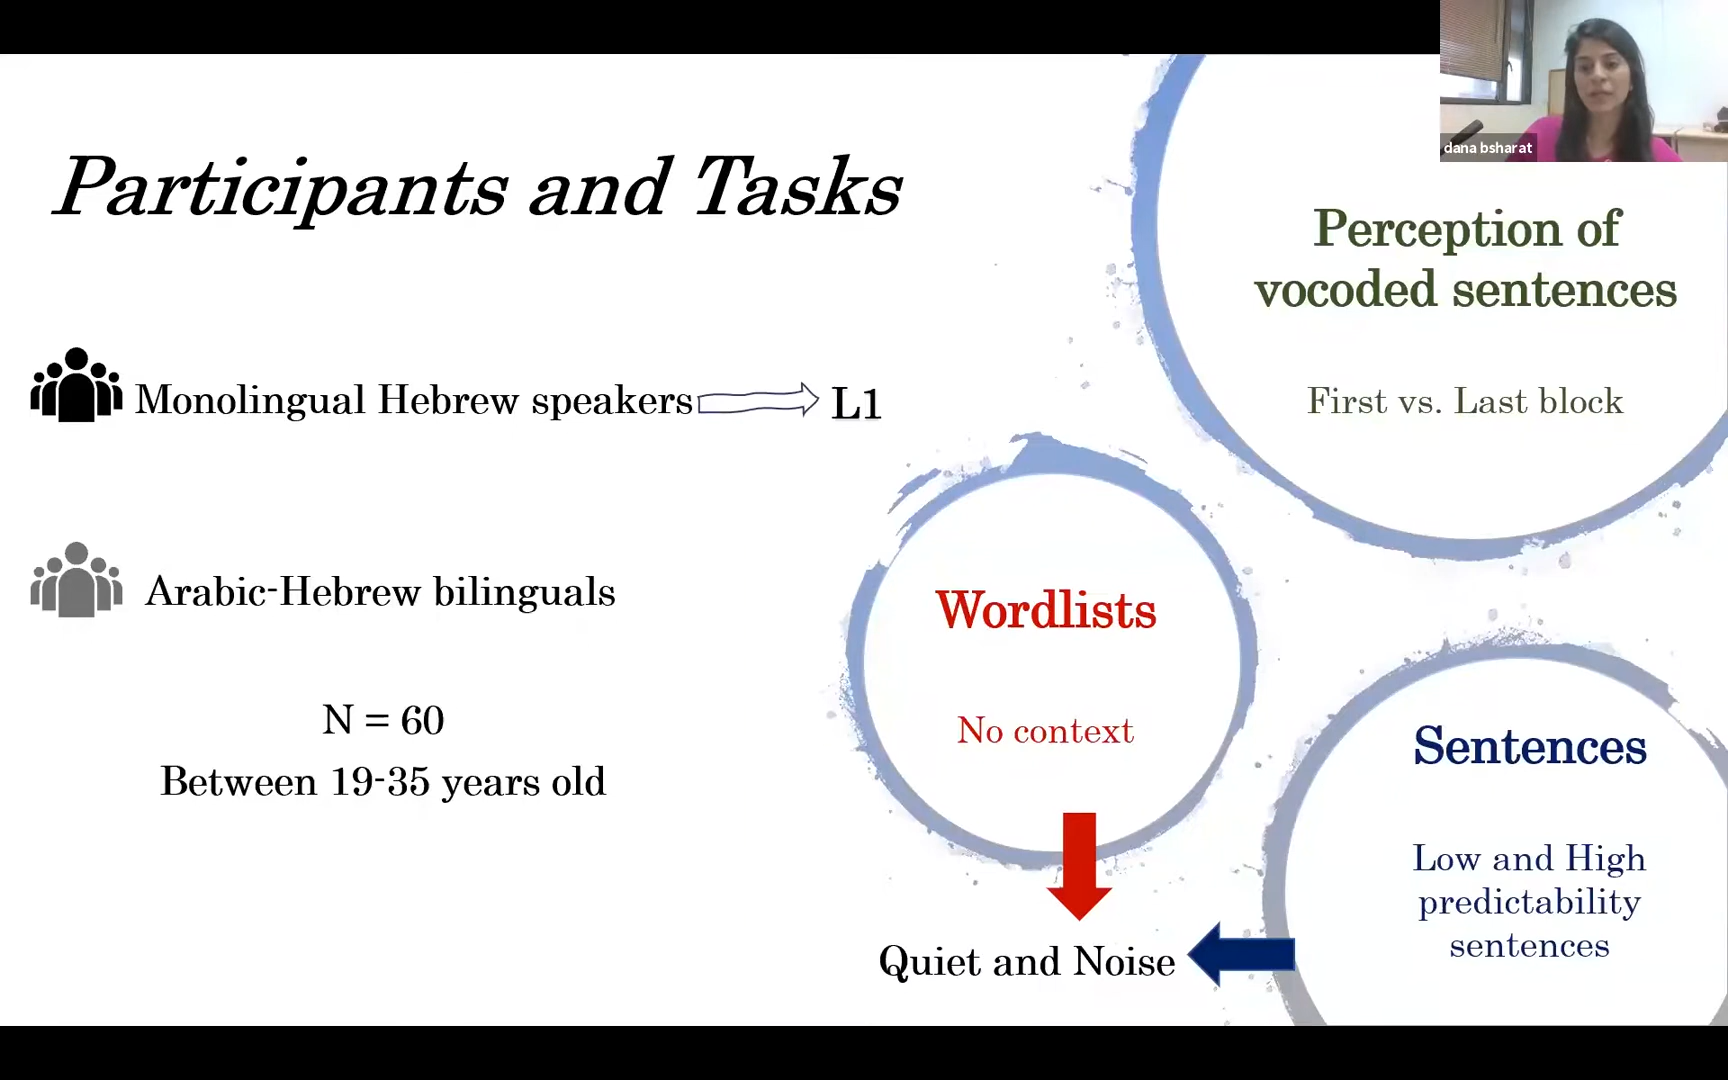 dana bsharat
Participants and Tasks
Monolingual Hebrew speakers
L1
Arabic-Hebrew bilinguals
N = 60
Between 19-35 years old
Perception of
vocoded sentences
First vs. Last block
Wordlists
No context
Sentences
Low and High
predictability
sentences
Quiet and Noise